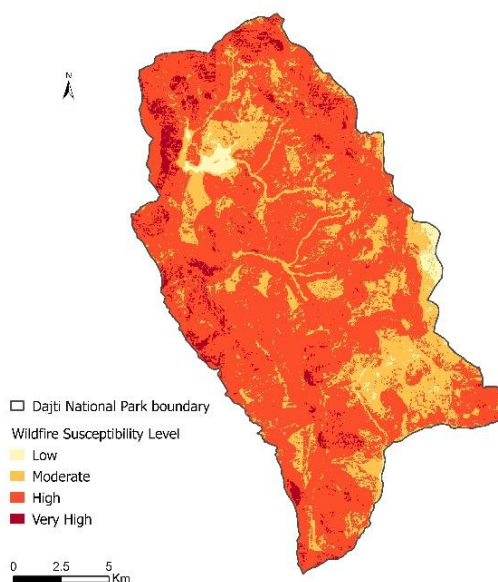 N
Dajti National Park boundary
Wildfire Susceptibility Level
Low
Moderate
High
Very High
0 2.5 5
Km